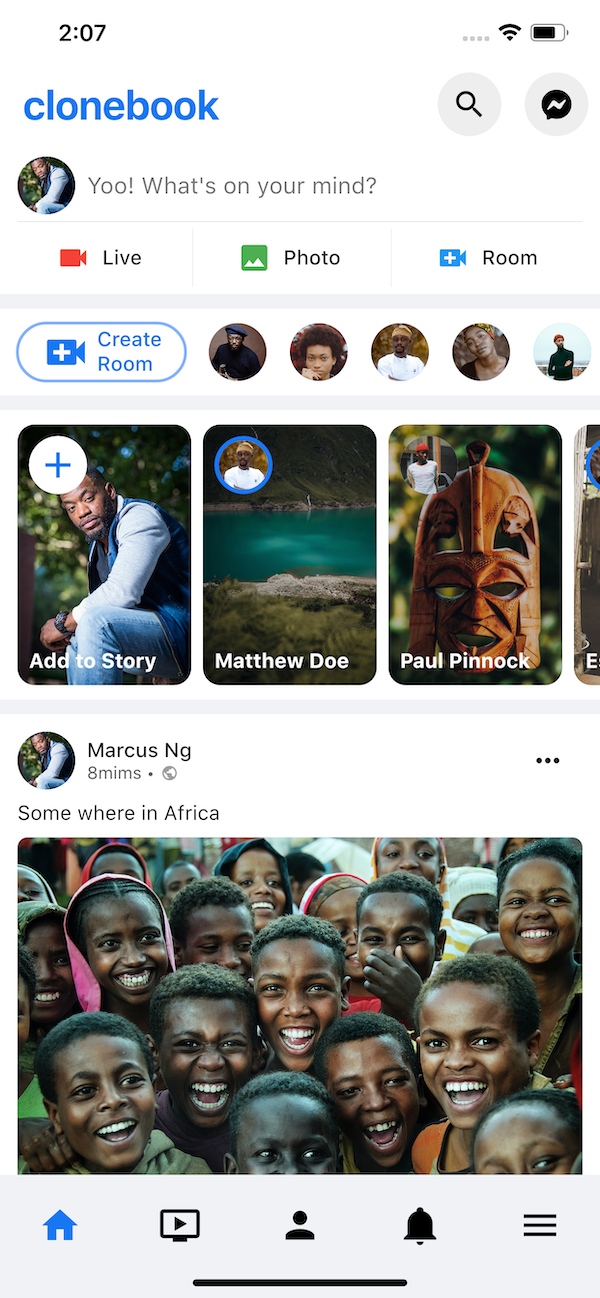 2:07
clonebook
Yoo! What's on your mind?
Live
Photo
Room
Create
Room
Add to Story
Matthew Doe
Paul Pinnock
Marcus Ng
8mims •
Some where in Africa